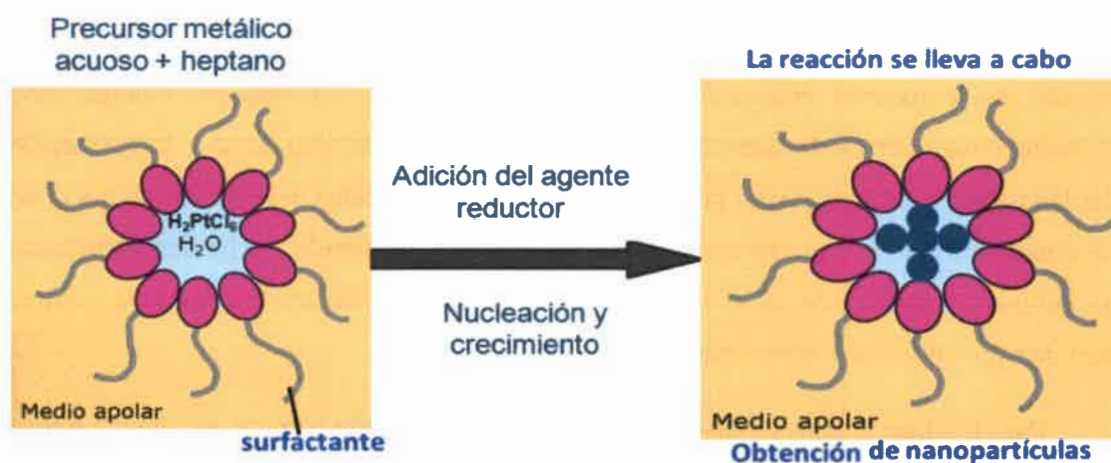 Precursor metálico
acuoso + heptano
H₂PtCl₆
H₂O
Medio apolar
surfactante
Adición del agente
reductor
Nucleación y
crecimiento
La reacción se lleva a cabo
Medio apolar
Obtención de nanopartículas